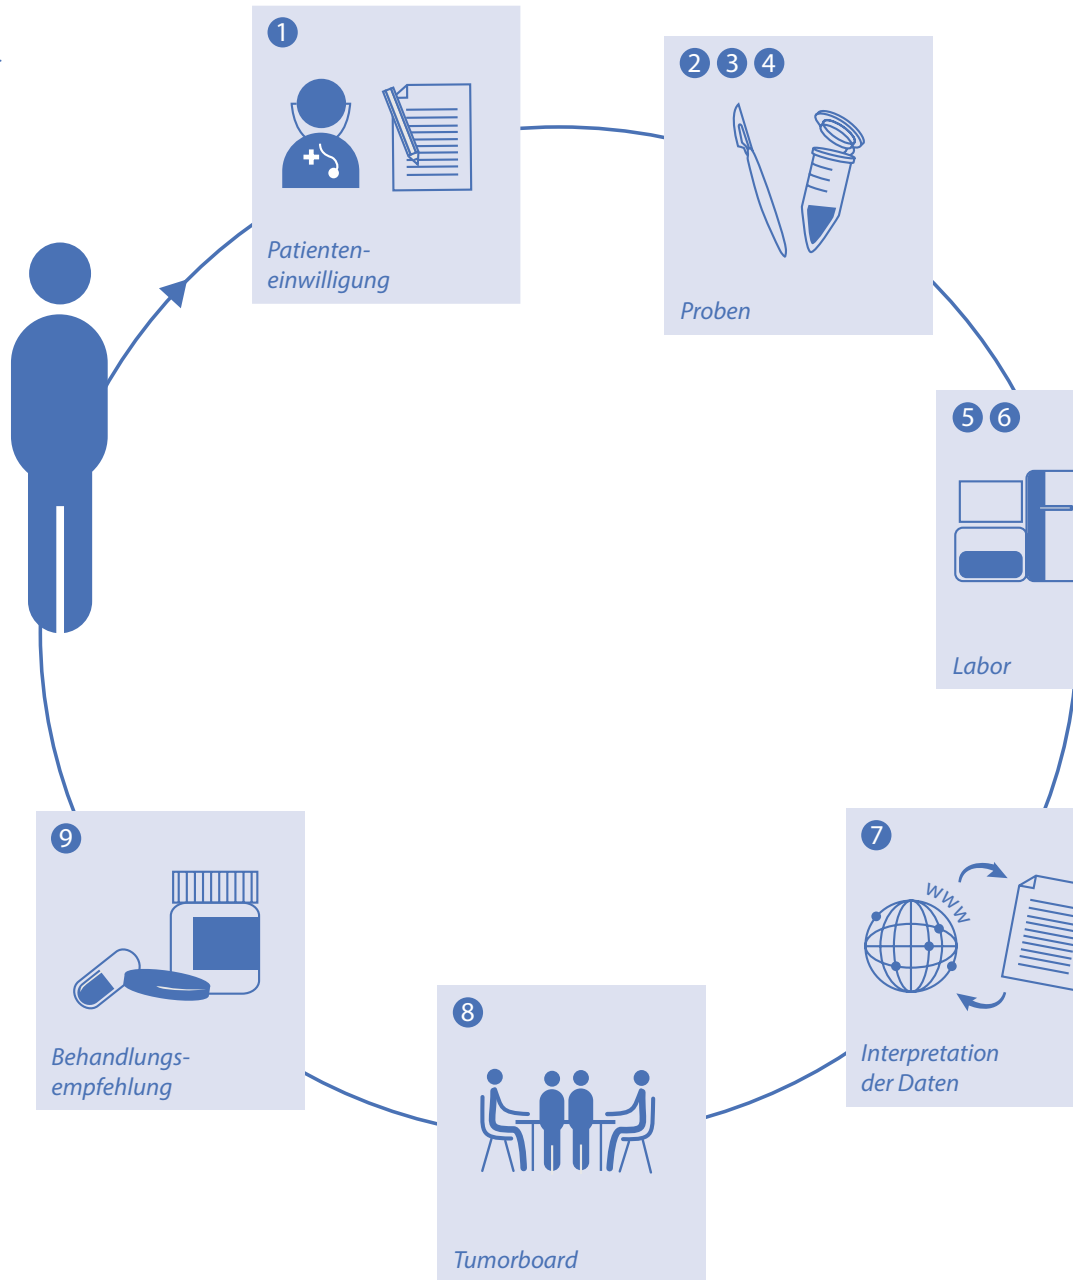 1
Patienten-
einwilligung
2 3 4
Proben
5 6
Labor
7
www
Interpretation
der Daten
8
Tumorboard
9
Behandlungs-
empfehlung